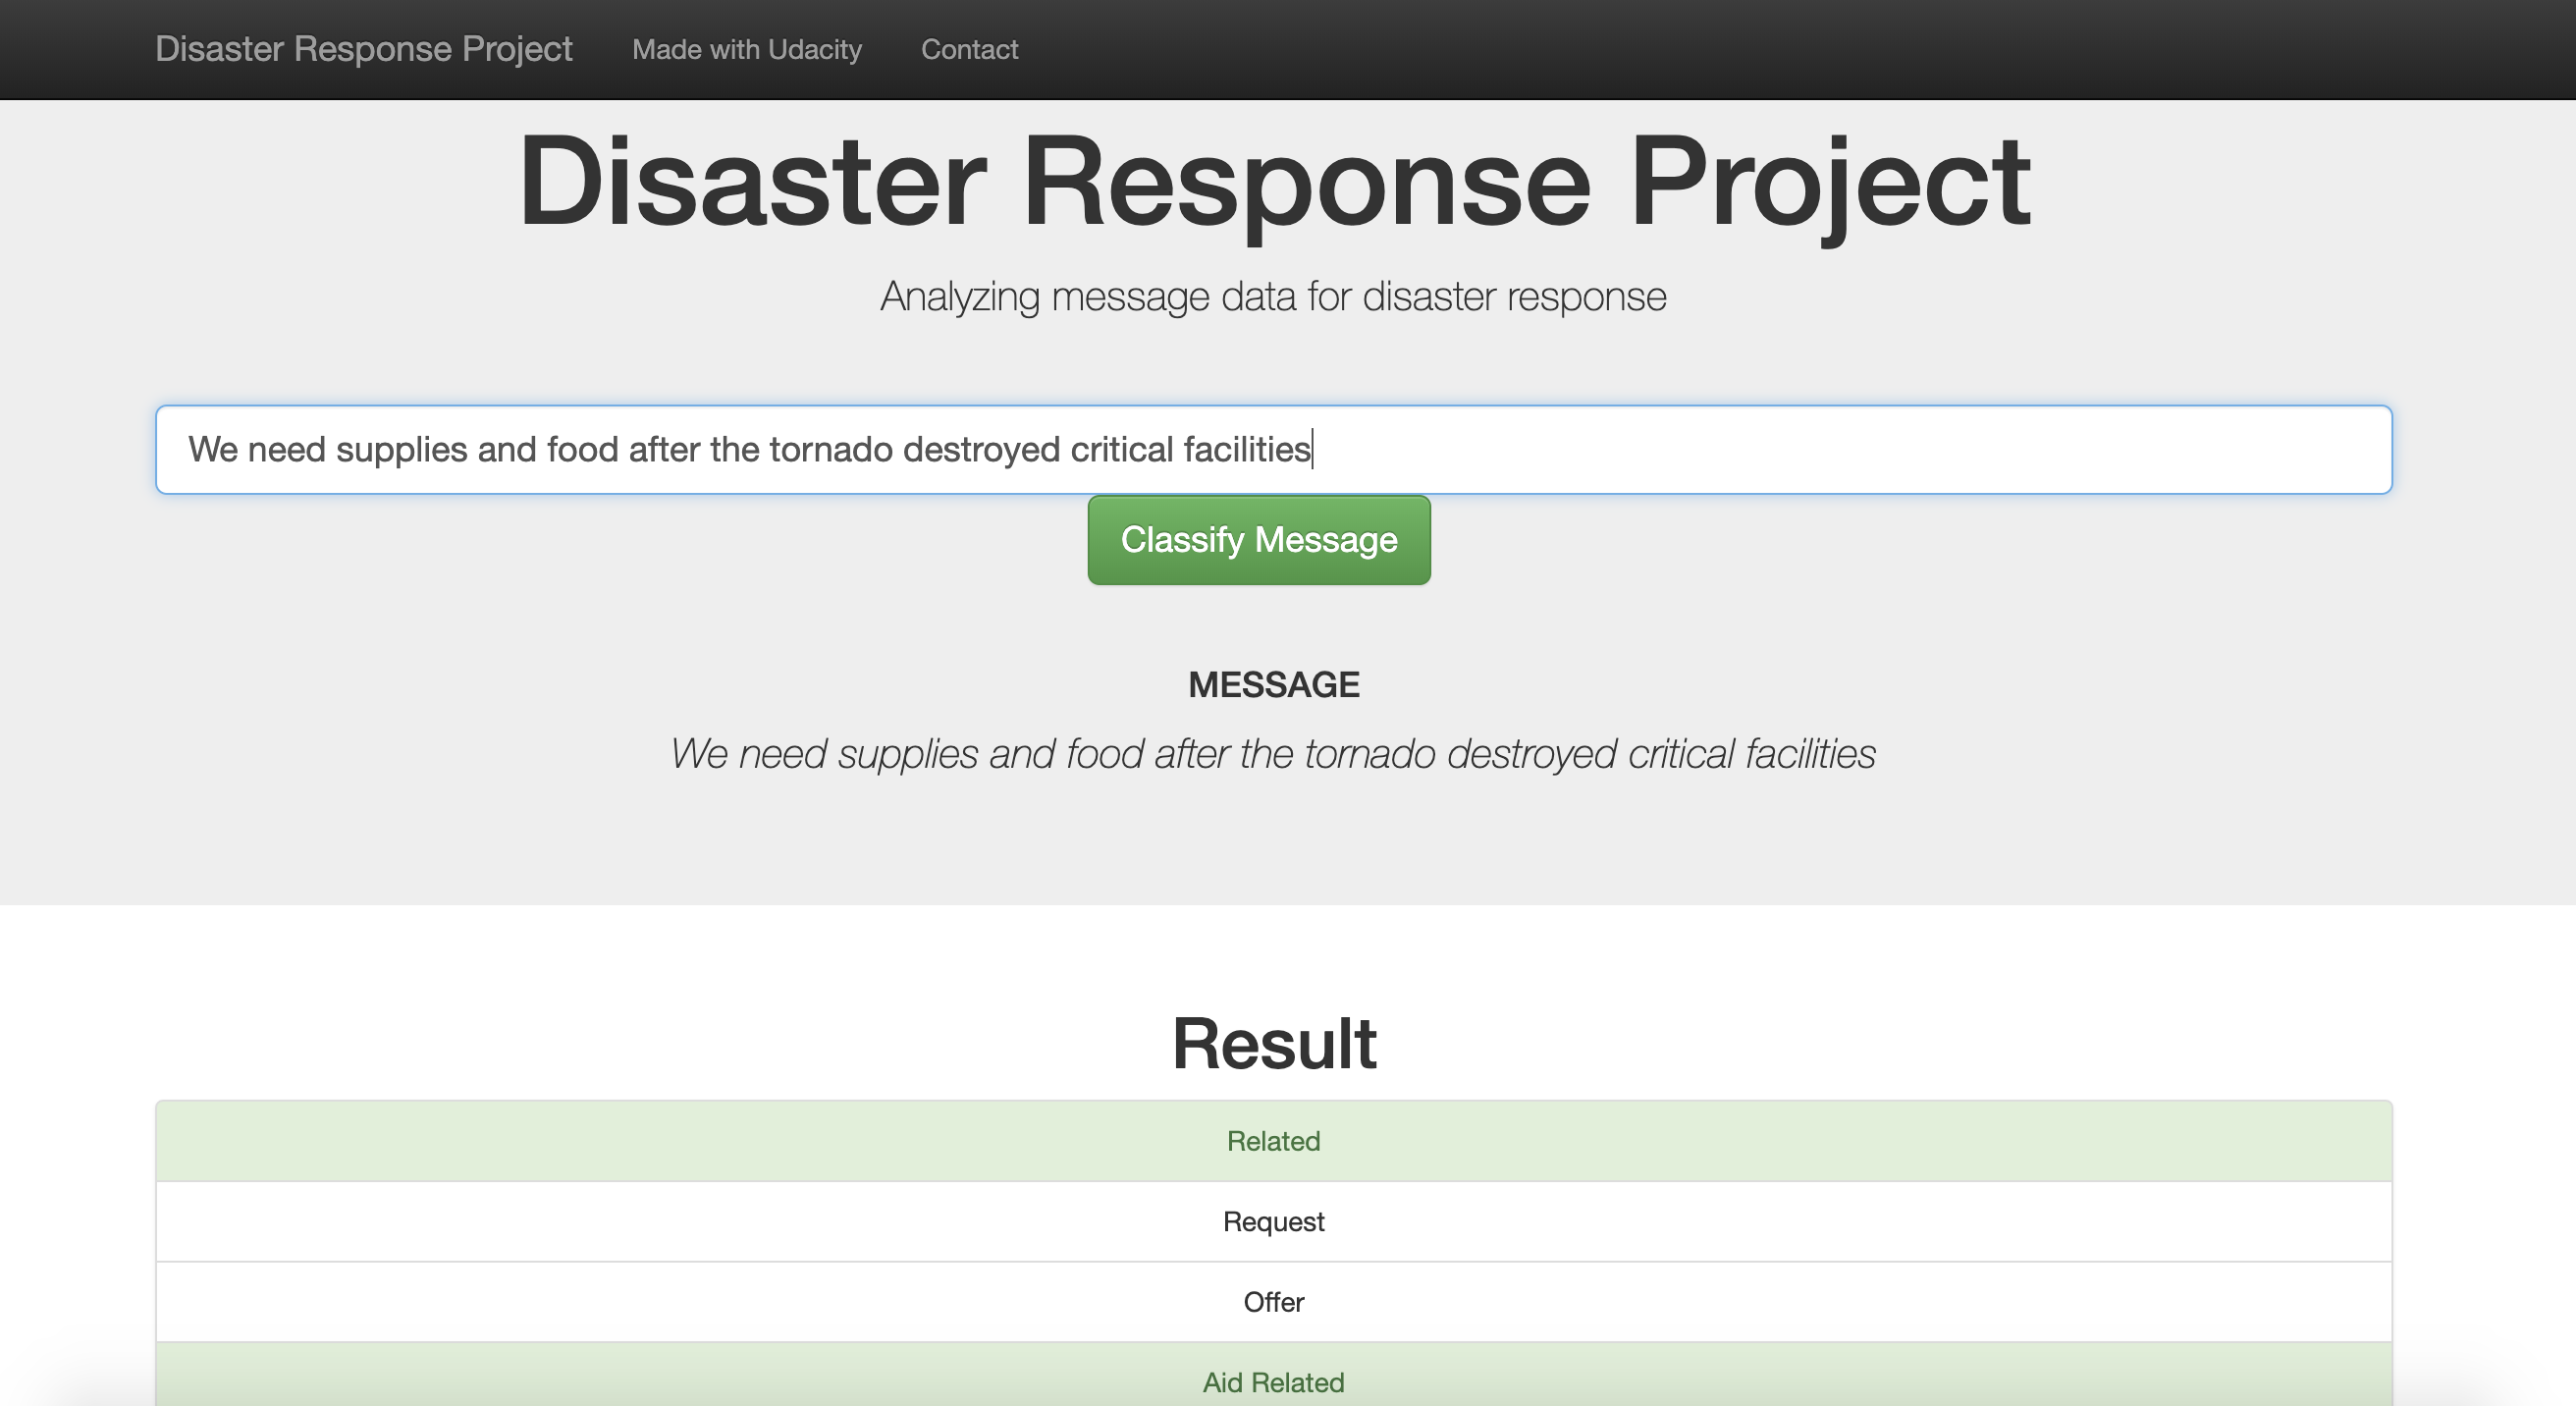 Disaster Response Project Made with Udacity Contact
Disaster Response Project
Analyzing message data for disaster response
We need supplies and food after the tornado destroyed critical facilities
Classify Message
MESSAGE
We need supplies and food after the tornado destroyed critical facilities
Result
Related
Request
Offer
Aid Related